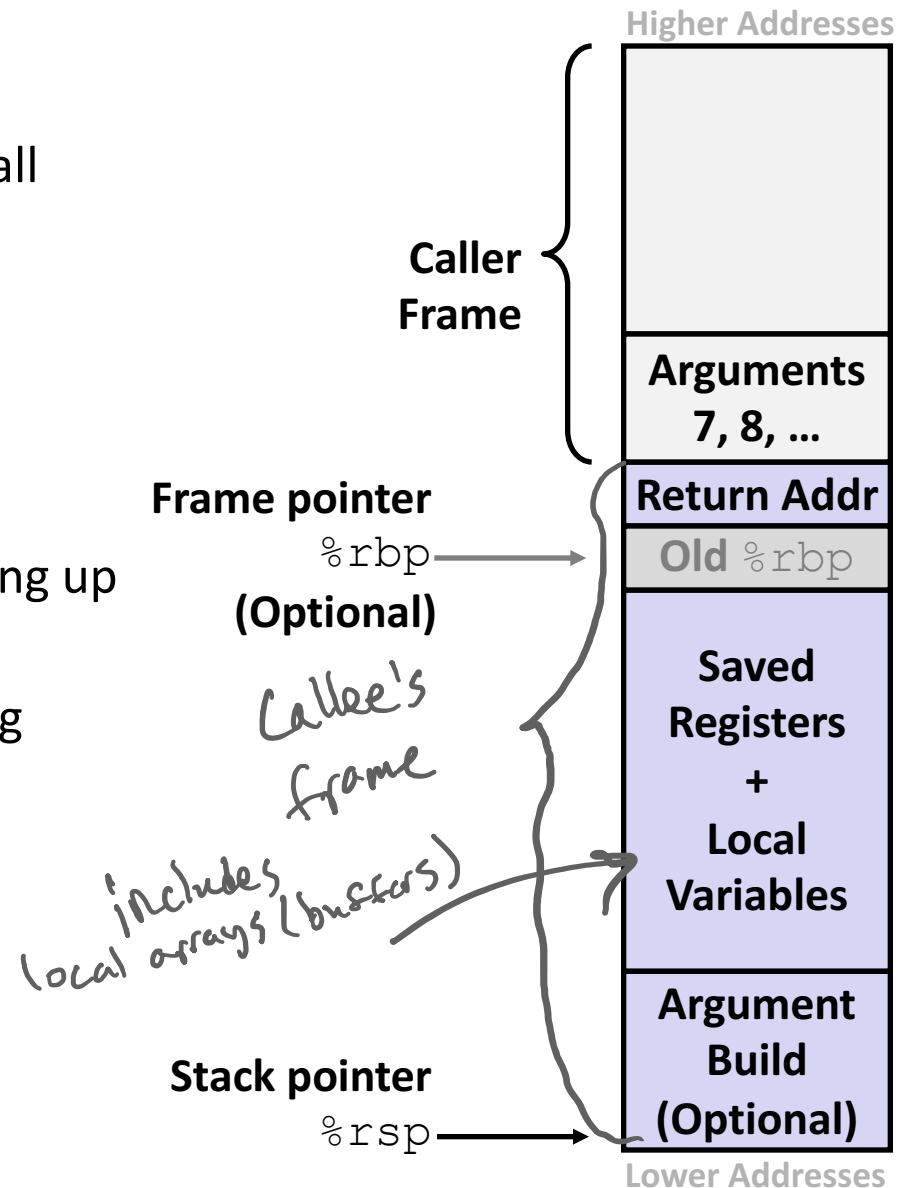 Higher Addresses
all
Caller
Frame
Arguments
7, 8, …
Frame pointer
%rbp
(Optional)
Return Addr
Old %rbp
ng up
g
Callee's
frame
includes
local arrays (buffers)
Saved
Registers
+
Local
Variables
Argument
Build
(Optional)
Stack pointer
%rsp
Lower Addresses